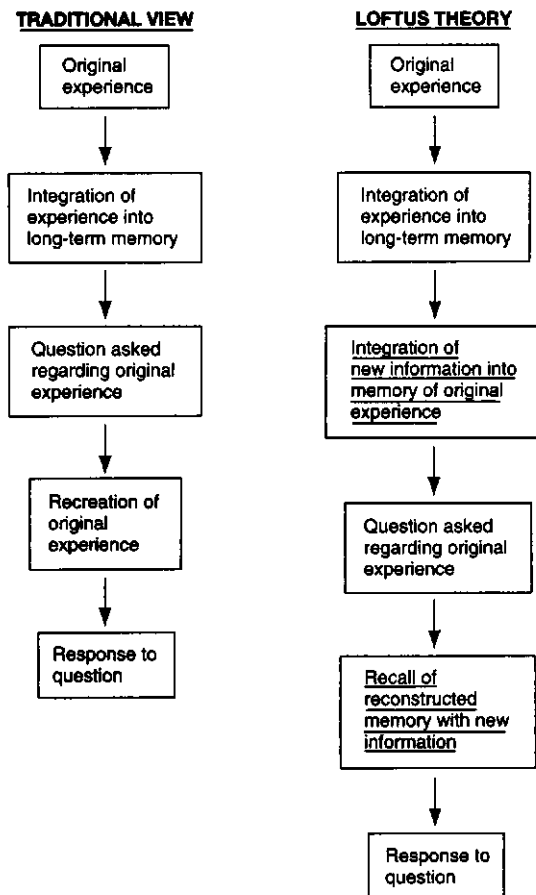 TRADITIONAL VIEW
Original
experience
Integration of
experience into
long-term memory
Question asked
regarding original
experience
Recreation of
original
experience
Response to
question
LOFTUS THEORY
Original
experience
Integration of
experience into
long-term memory
Integration of
new information into
memory of original
experience
Question asked
regarding original
experience
Recall of
reconstructed
memory with new
information
Response to
question